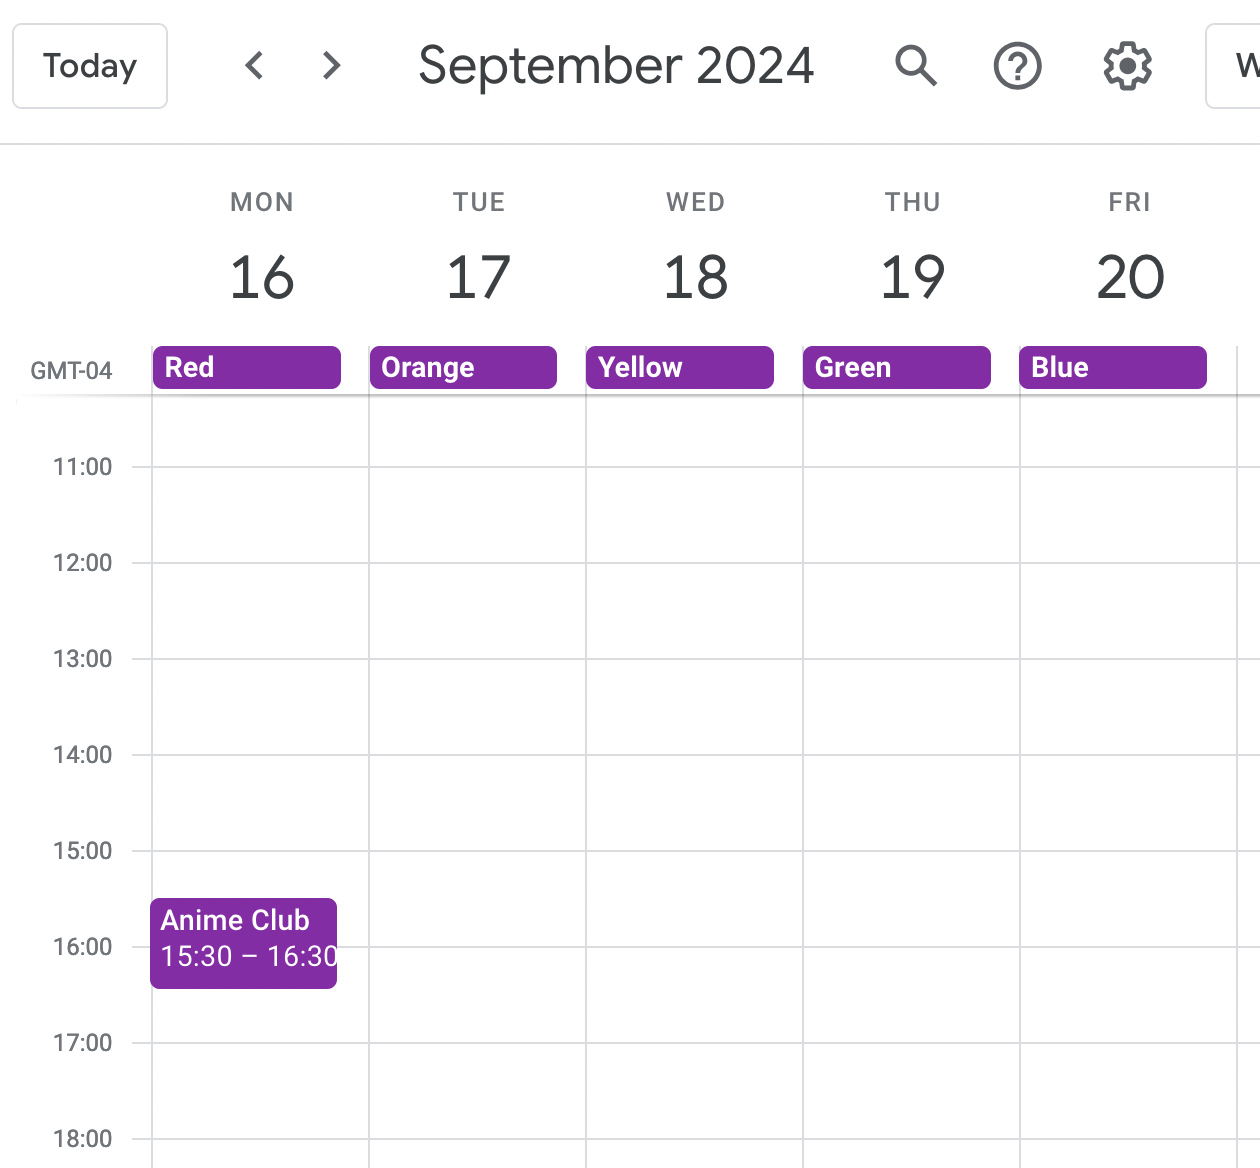 Today September 2024 W
MON TUE WED THU FRI
16 17 18 19 20
GMT-04 Red Orange Yellow Green Blue
11:00
12:00
13:00
14:00
15:00
Anime Club
16:00 15:30 – 16:30
17:00
18:00